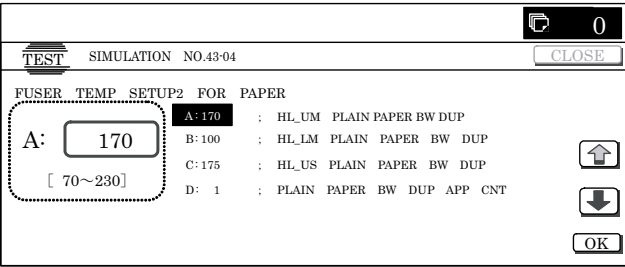 0
TEST SIMULATION NO.43-04 CLOSE
FUSER TEMP SETUP2 FOR PAPER
A: 170
[ 70～230]
A:170 ; HL_UM PLAIN PAPER BW DUP
B:100 ; HL_LM PLAIN PAPER BW DUP
C:175 ; HL_US PLAIN PAPER BW DUP
D: 1 ; PLAIN PAPER BW DUP APP CNT
OK